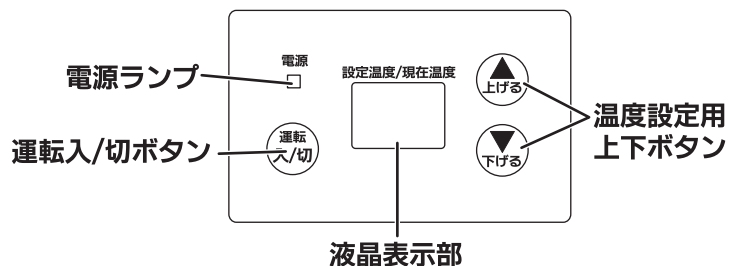 電源
設定温度/現在温度
上げる
電源ランプ
温度設定用
上下ボタン
運転入/切ボタン
運転
入/切
下げる
液晶表示部